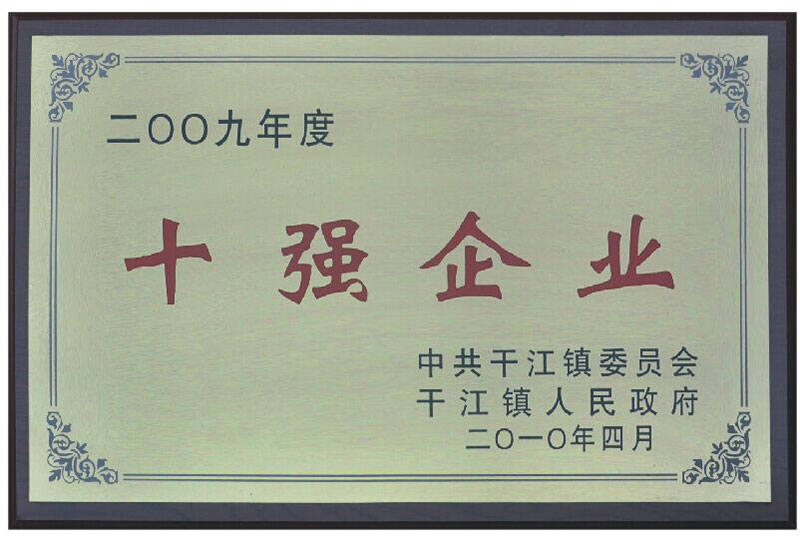 二〇〇九年度
十强企业
中共干江镇委员会
干江镇人民政府
二〇一〇年四月